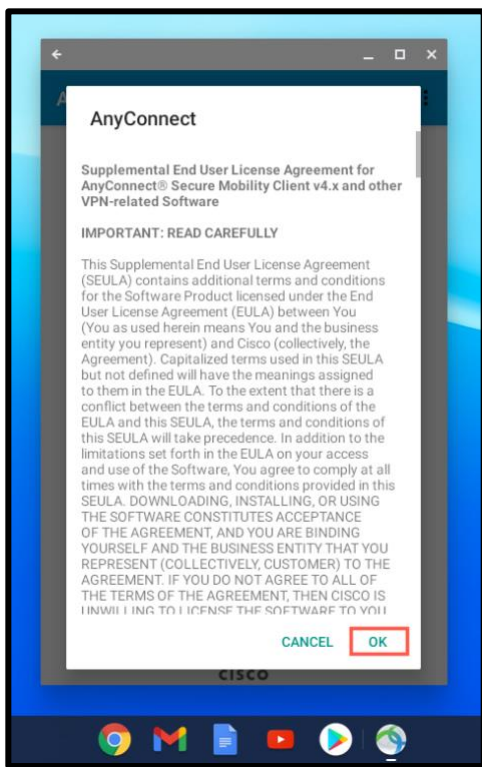 AnyConnect
Supplemental End User License Agreement for
AnyConnect® Secure Mobility Client v4.x and other
VPN-related Software
IMPORTANT: READ CAREFULLY
This Supplemental End User License Agreement
(SEULA) contains additional terms and conditions
for the Software Product licensed under the End
User License Agreement (EULA) between You
(You as used herein means You and the business
entity you represent) and Cisco (collectively, the
Agreement). Capitalized terms used in this SEULA
but not defined will have the meanings assigned
to them in the EULA. To the extent that there is a
conflict between the terms and conditions of the
EULA and this SEULA, the terms and conditions of
this SEULA will take precedence. In addition to the
limitations set forth in the EULA on your access
and use of the Software, You agree to comply at all
times with the terms and conditions provided in this
SEULA. DOWNLOADING, INSTALLING, OR USING
THE SOFTWARE CONSTITUTES ACCEPTANCE
OF THE AGREEMENT, AND YOU ARE BINDING
YOURSELF AND THE BUSINESS ENTITY THAT YOU
REPRESENT (COLLECTIVELY, CUSTOMER) TO THE
AGREEMENT. IF YOU DO NOT AGREE TO ALL OF
THE TERMS OF THE AGREEMENT, THEN CISCO IS
UNWILLING TO LICENSE THE SOFTWARE TO YOU
CANCEL OK
CISCO